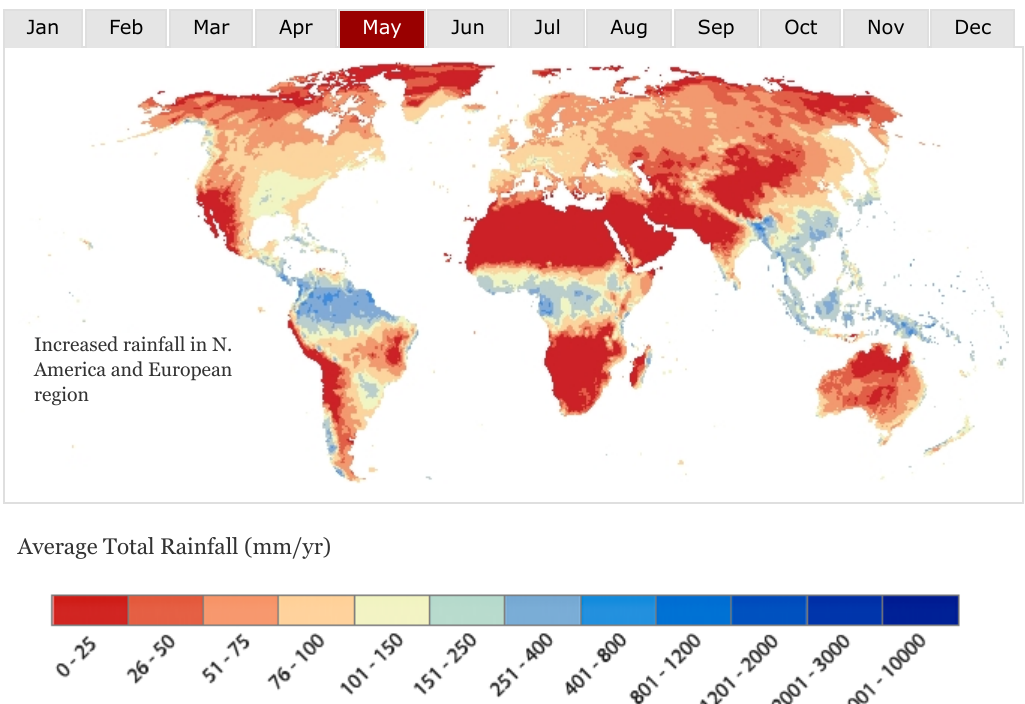 Jan Feb Mar Apr May Jun Jul Aug Sep Oct Nov Dec
Increased rainfall in N.
America and European
region
Average Total Rainfall (mm/yr)
0 - 25 26 - 50 51 - 75 76 - 100 101 - 150 151 - 250 251 - 400 401 - 800 801 - 1200 1201 - 2000 2001 - 3000 001 - 10000